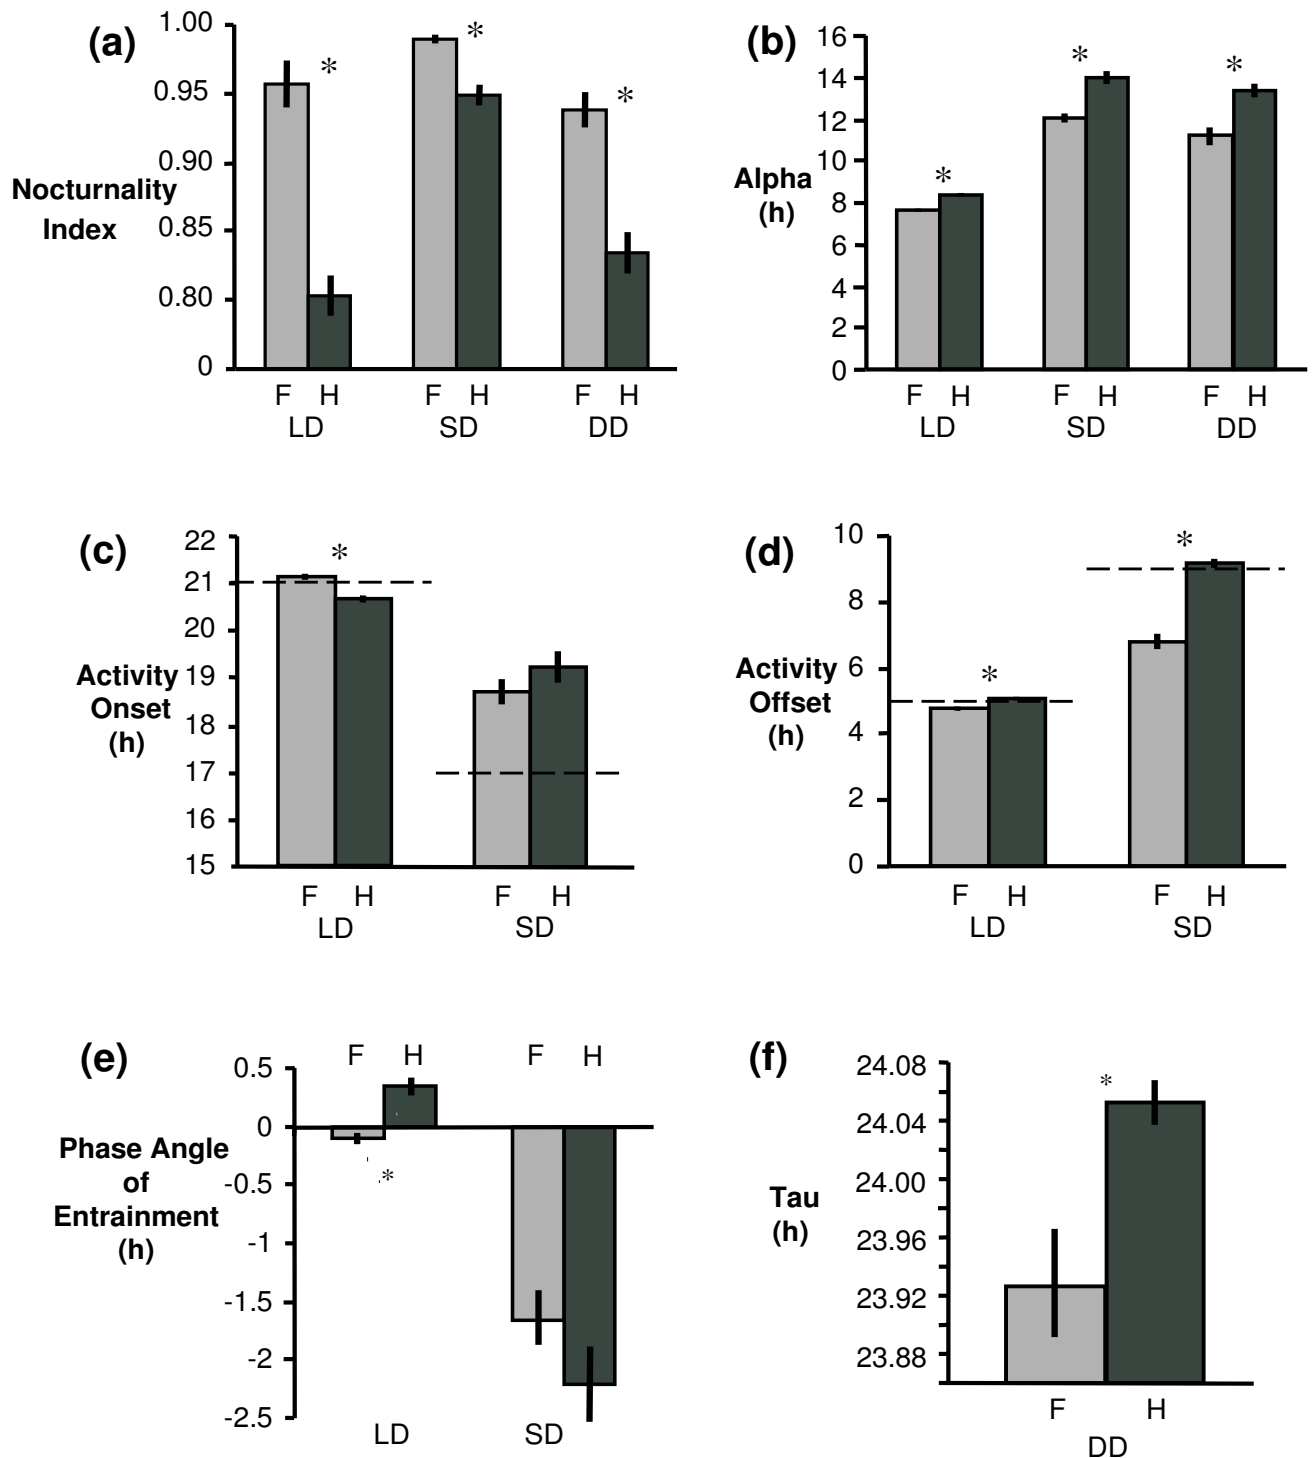 (a)
1.00
0.95
0.90
0.85
0.80
0
Nocturnality
Index
* * *
F H F H F H
LD SD DD
(b)
16
14
12
10
8
6
4
2
0
Alpha
(h)
* * *
F H F H F H
LD SD DD
(c)
22
21
20
19
18
17
16
15
Activity
Onset
(h)
*
F H F H
LD SD
(d)
10
8
6
4
2
0
Activity
Offset
(h)
* *
F H F H
LD SD
(e)
F H F H
0.5
0
-0.5
-1
-1.5
-2
-2.5
Phase Angle
of
Entrainment
(h)
*
LD SD
(f)
24.08
24.04
24.00
23.96
23.92
23.88
Tau
(h)
*
F H
DD